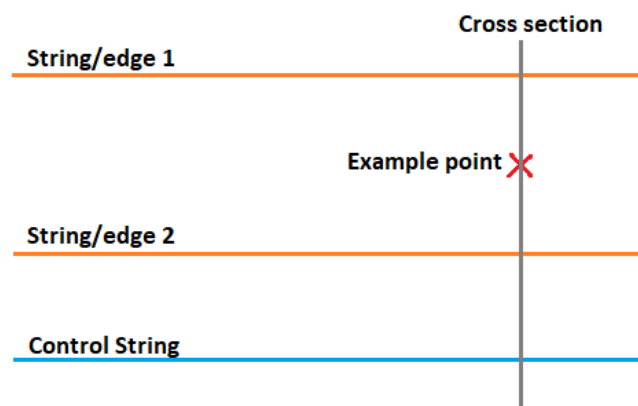 Cross section
String/edge 1
Example point
String/edge 2
Control String